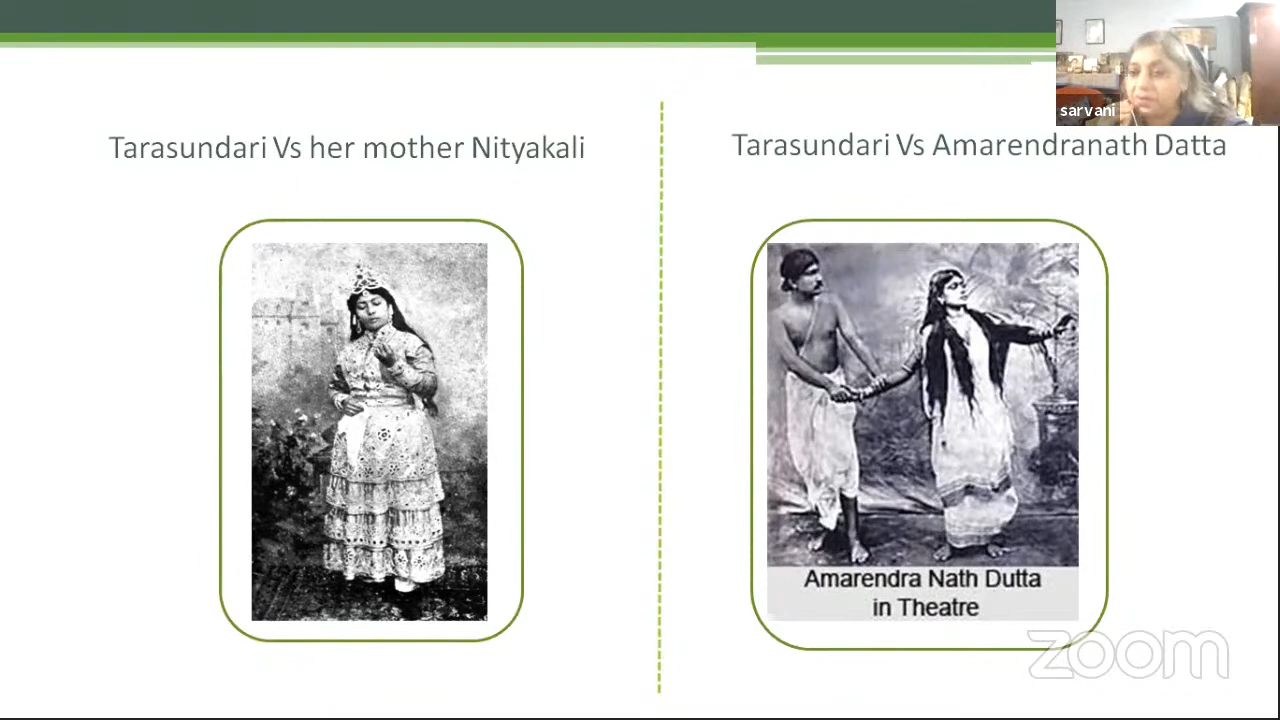 sarvani
Tarasundari Vs her mother Nityakali
Tarasundari Vs Amarendranath Datta
Amarendra Nath Dutta
in Theatre
zoom